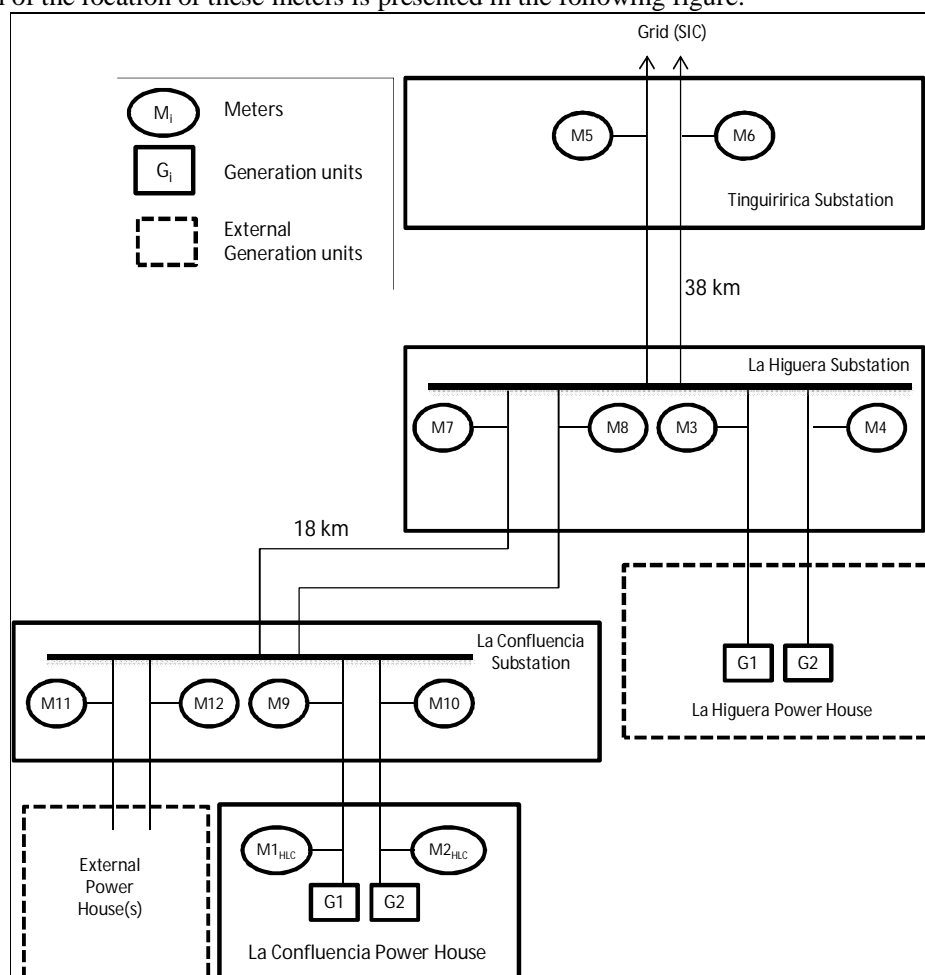 n of the location of these meters is presented in the following figure.
Grid (SIC)
Mi
Meters
Gi
Generation units
External
Generation units
M5
M6
Tinguiririca Substation
38 km
La Higuera Substation
M7
M8
M3
M4
18 km
La Confluencia
Substation
M11
M12
M9
M10
G1
G2
La Higuera Power House
External
Power
House(s)
M1HLC
M2HLC
G1
G2
La Confluencia Power House